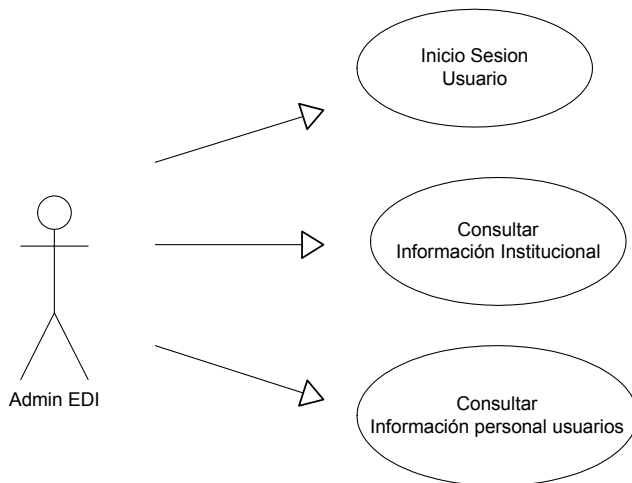 Inicio Sesion
Usuario
Consultar
Información Institucional
Admin EDI
Consultar
Información personal usuarios